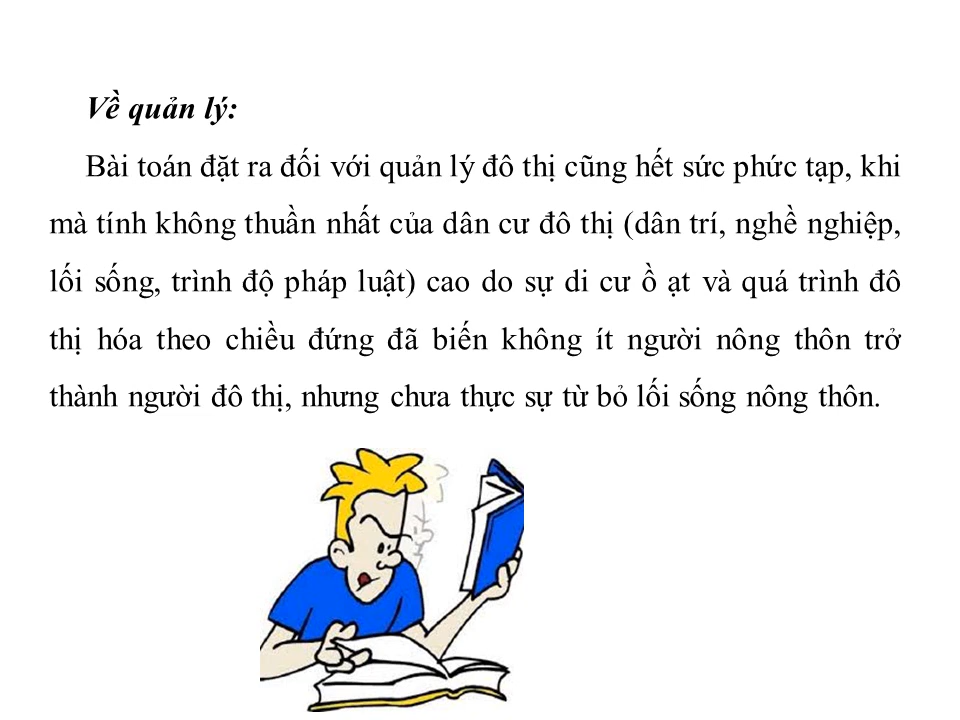 Về quản lý:
Bài toán đặt ra đối với quản lý đô thị cũng hết sức phức tạp, khi
mà tính không thuần nhất của dân cư đô thị (dân trí, nghề nghiệp,
lối sống, trình độ pháp luật) cao do sự di cư ồ ạt và quá trình đô
thị hóa theo chiều đứng đã biến không ít người nông thôn trở
thành người đô thị, nhưng chưa thực sự từ bỏ lối sống nông thôn.